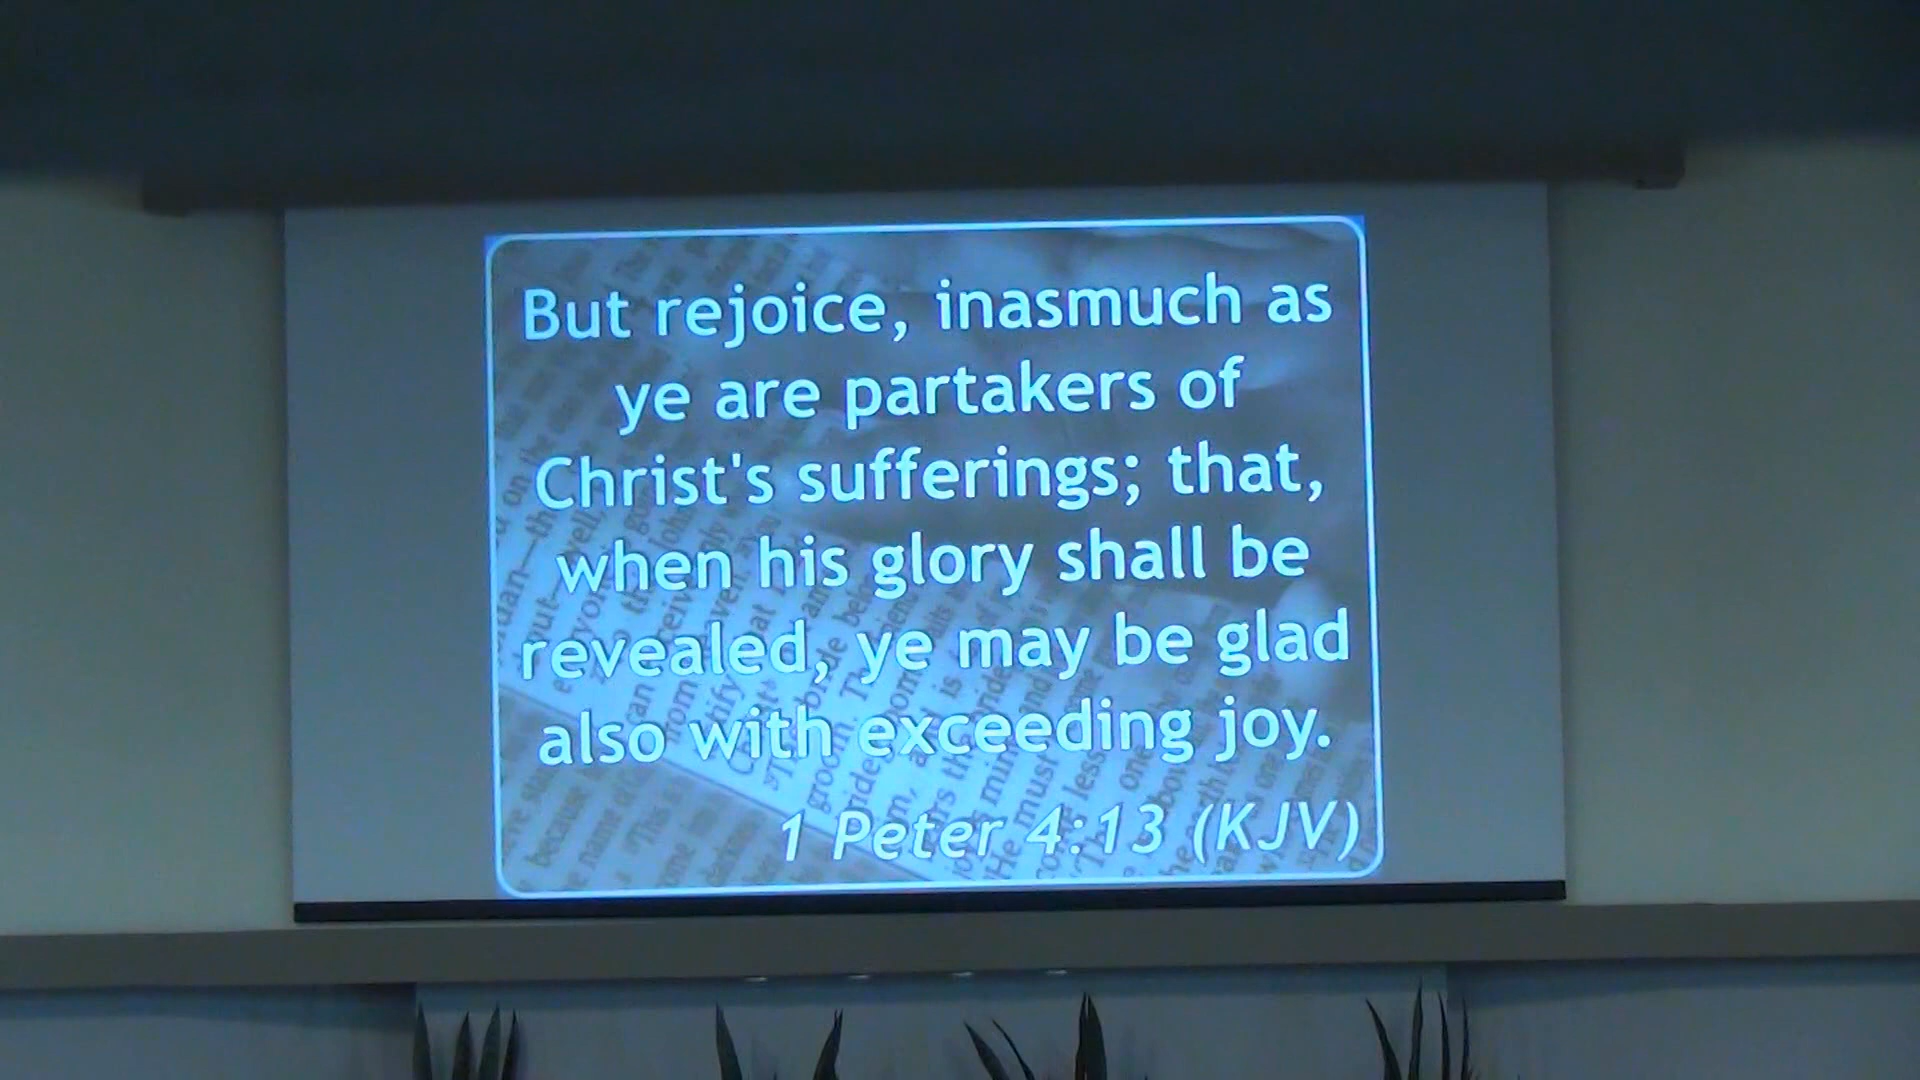 But rejoice, inasmuch as
ye are partakers of
Christ's sufferings; that,
when his glory shall be
revealed, ye may be glad
also with exceeding joy.
1 Peter 4:13 (KJV)